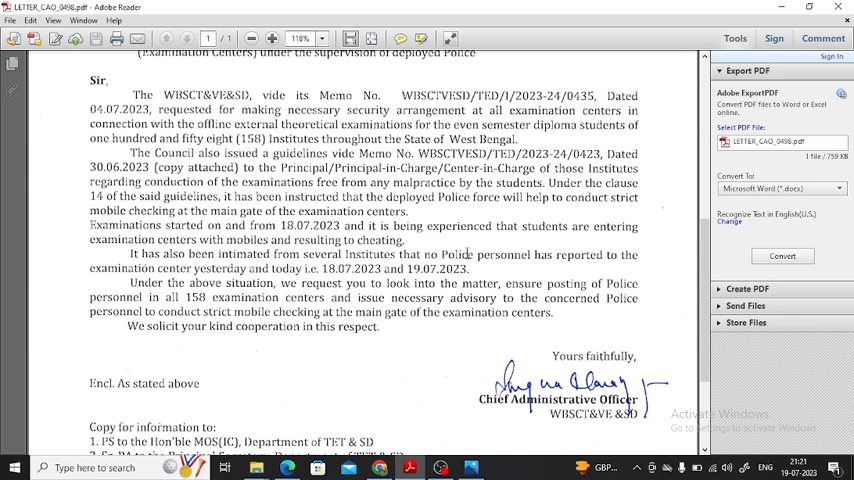 LETTER_CAO_0498.pdf - Adobe Reader
File Edit View Window Help
1 / 1
118%
Tools Sign Comment
Sign In
(Examination Centers) under the supervision of deployed Police
Sir,
The WBSCT&VE&SD, vide its Memo No. WBSCTVESD/TED/I/2023-24/0435, Dated
04.07.2023, requested for making necessary security arrangement at all examination centers in
connection with the offline external theoretical examinations for the even semester diploma students of
one hundred and fifty eight (158) Institutes throughout the State of West Bengal.
The Council also issued a guidelines vide Memo No. WBSCTVESD/TED/2023-24/0423, Dated
30.06.2023 (copy attached) to the Principal/Principal-in-Charge/Center-in-Charge of those Institutes
regarding conduction of the examinations free from any malpractice by the students. Under the clause
14 of the said guidelines, it has been instructed that the deployed Police force will help to conduct strict
mobile checking at the main gate of the examination centers.
Examinations started on and from 18.07.2023 and it is being experienced that students are entering
examination centers with mobiles and resulting to cheating.
It has also been intimated from several Institutes that no Police personnel has reported to the
examination center yesterday and today i.e. 18.07.2023 and 19.07.2023.
Under the above situation, we request you to look into the matter, ensure posting of Police
personnel in all 158 examination centers and issue necessary advisory to the concerned Police
personnel to conduct strict mobile checking at the main gate of the examination centers.
We solicit your kind cooperation in this respect.
Yours faithfully,
Encl. As stated above
Chief Administrative Officer
WBSCT&VE &SD
Copy for information to:
1. PS to the Hon'ble MOS(IC), Department of TET & SD
Export PDF
Adobe ExportPDF
Convert PDF files to Word or Excel
online.
Select PDF File:
LETTER_CAO_0498.pdf
1 file / 759 KB
Convert To:
Microsoft Word (*.docx)
Recognize Text in English(U.S.)
Change
Convert
Create PDF
Send Files
Store Files
Activate Windows
Go to Settings to activate Windows.
Type here to search
GBP...
ENG
21:21
19-07-2023